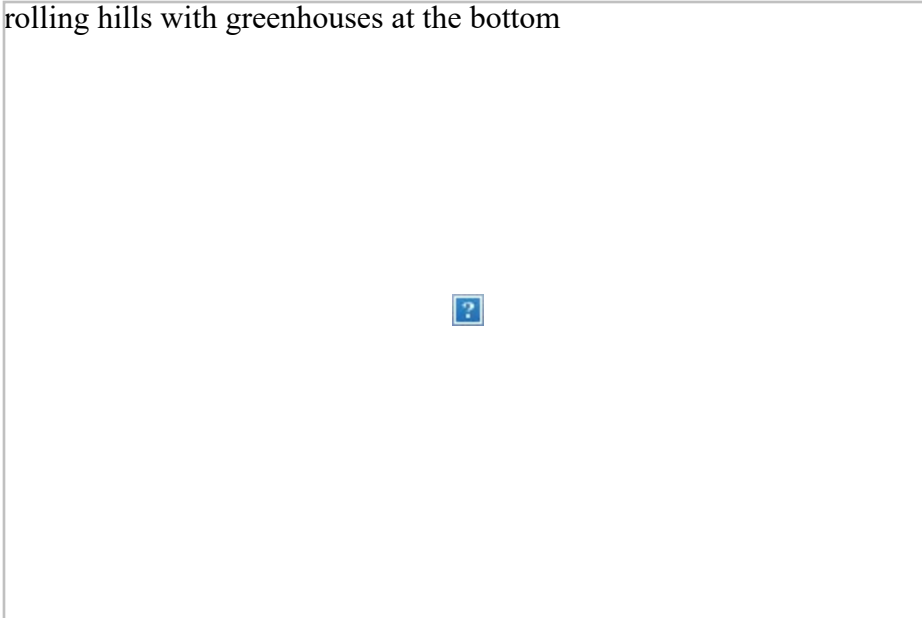 rolling hills with greenhouses at the bottom
?